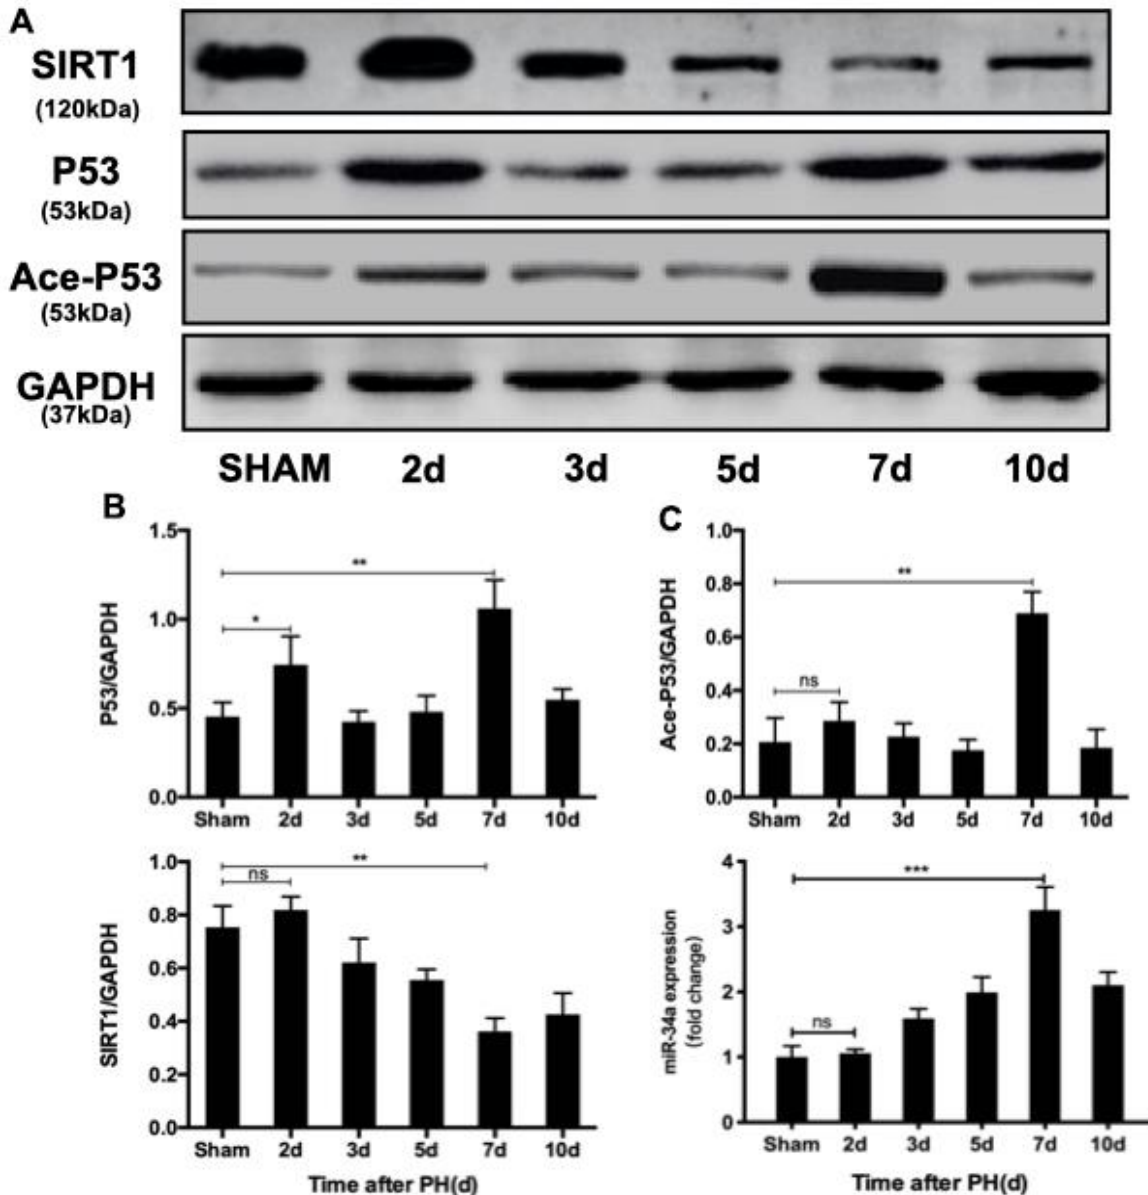 A
SIRT1
(120kDa)
P53
(53kDa)
Ace-P53
(53kDa)
GAPDH
(37kDa)
SHAM 2d 3d 5d 7d 10d
B
P53/GAPDH
1.5
1.0
0.5
0.0
**
*
Sham 2d 3d 5d 7d 10d
C
Ace-P53/GAPDH
1.0
0.8
0.6
0.4
0.2
0.0
**
ns
Sham 2d 3d 5d 7d 10d
SIRT1/GAPDH
1.0
0.8
0.6
0.4
0.2
0.0
**
ns
Sham 2d 3d 5d 7d 10d
Time after PH(d)
miR-34a expression
(fold change)
4
3
2
1
0
***
ns
Sham 2d 3d 5d 7d 10d
Time after PH(d)